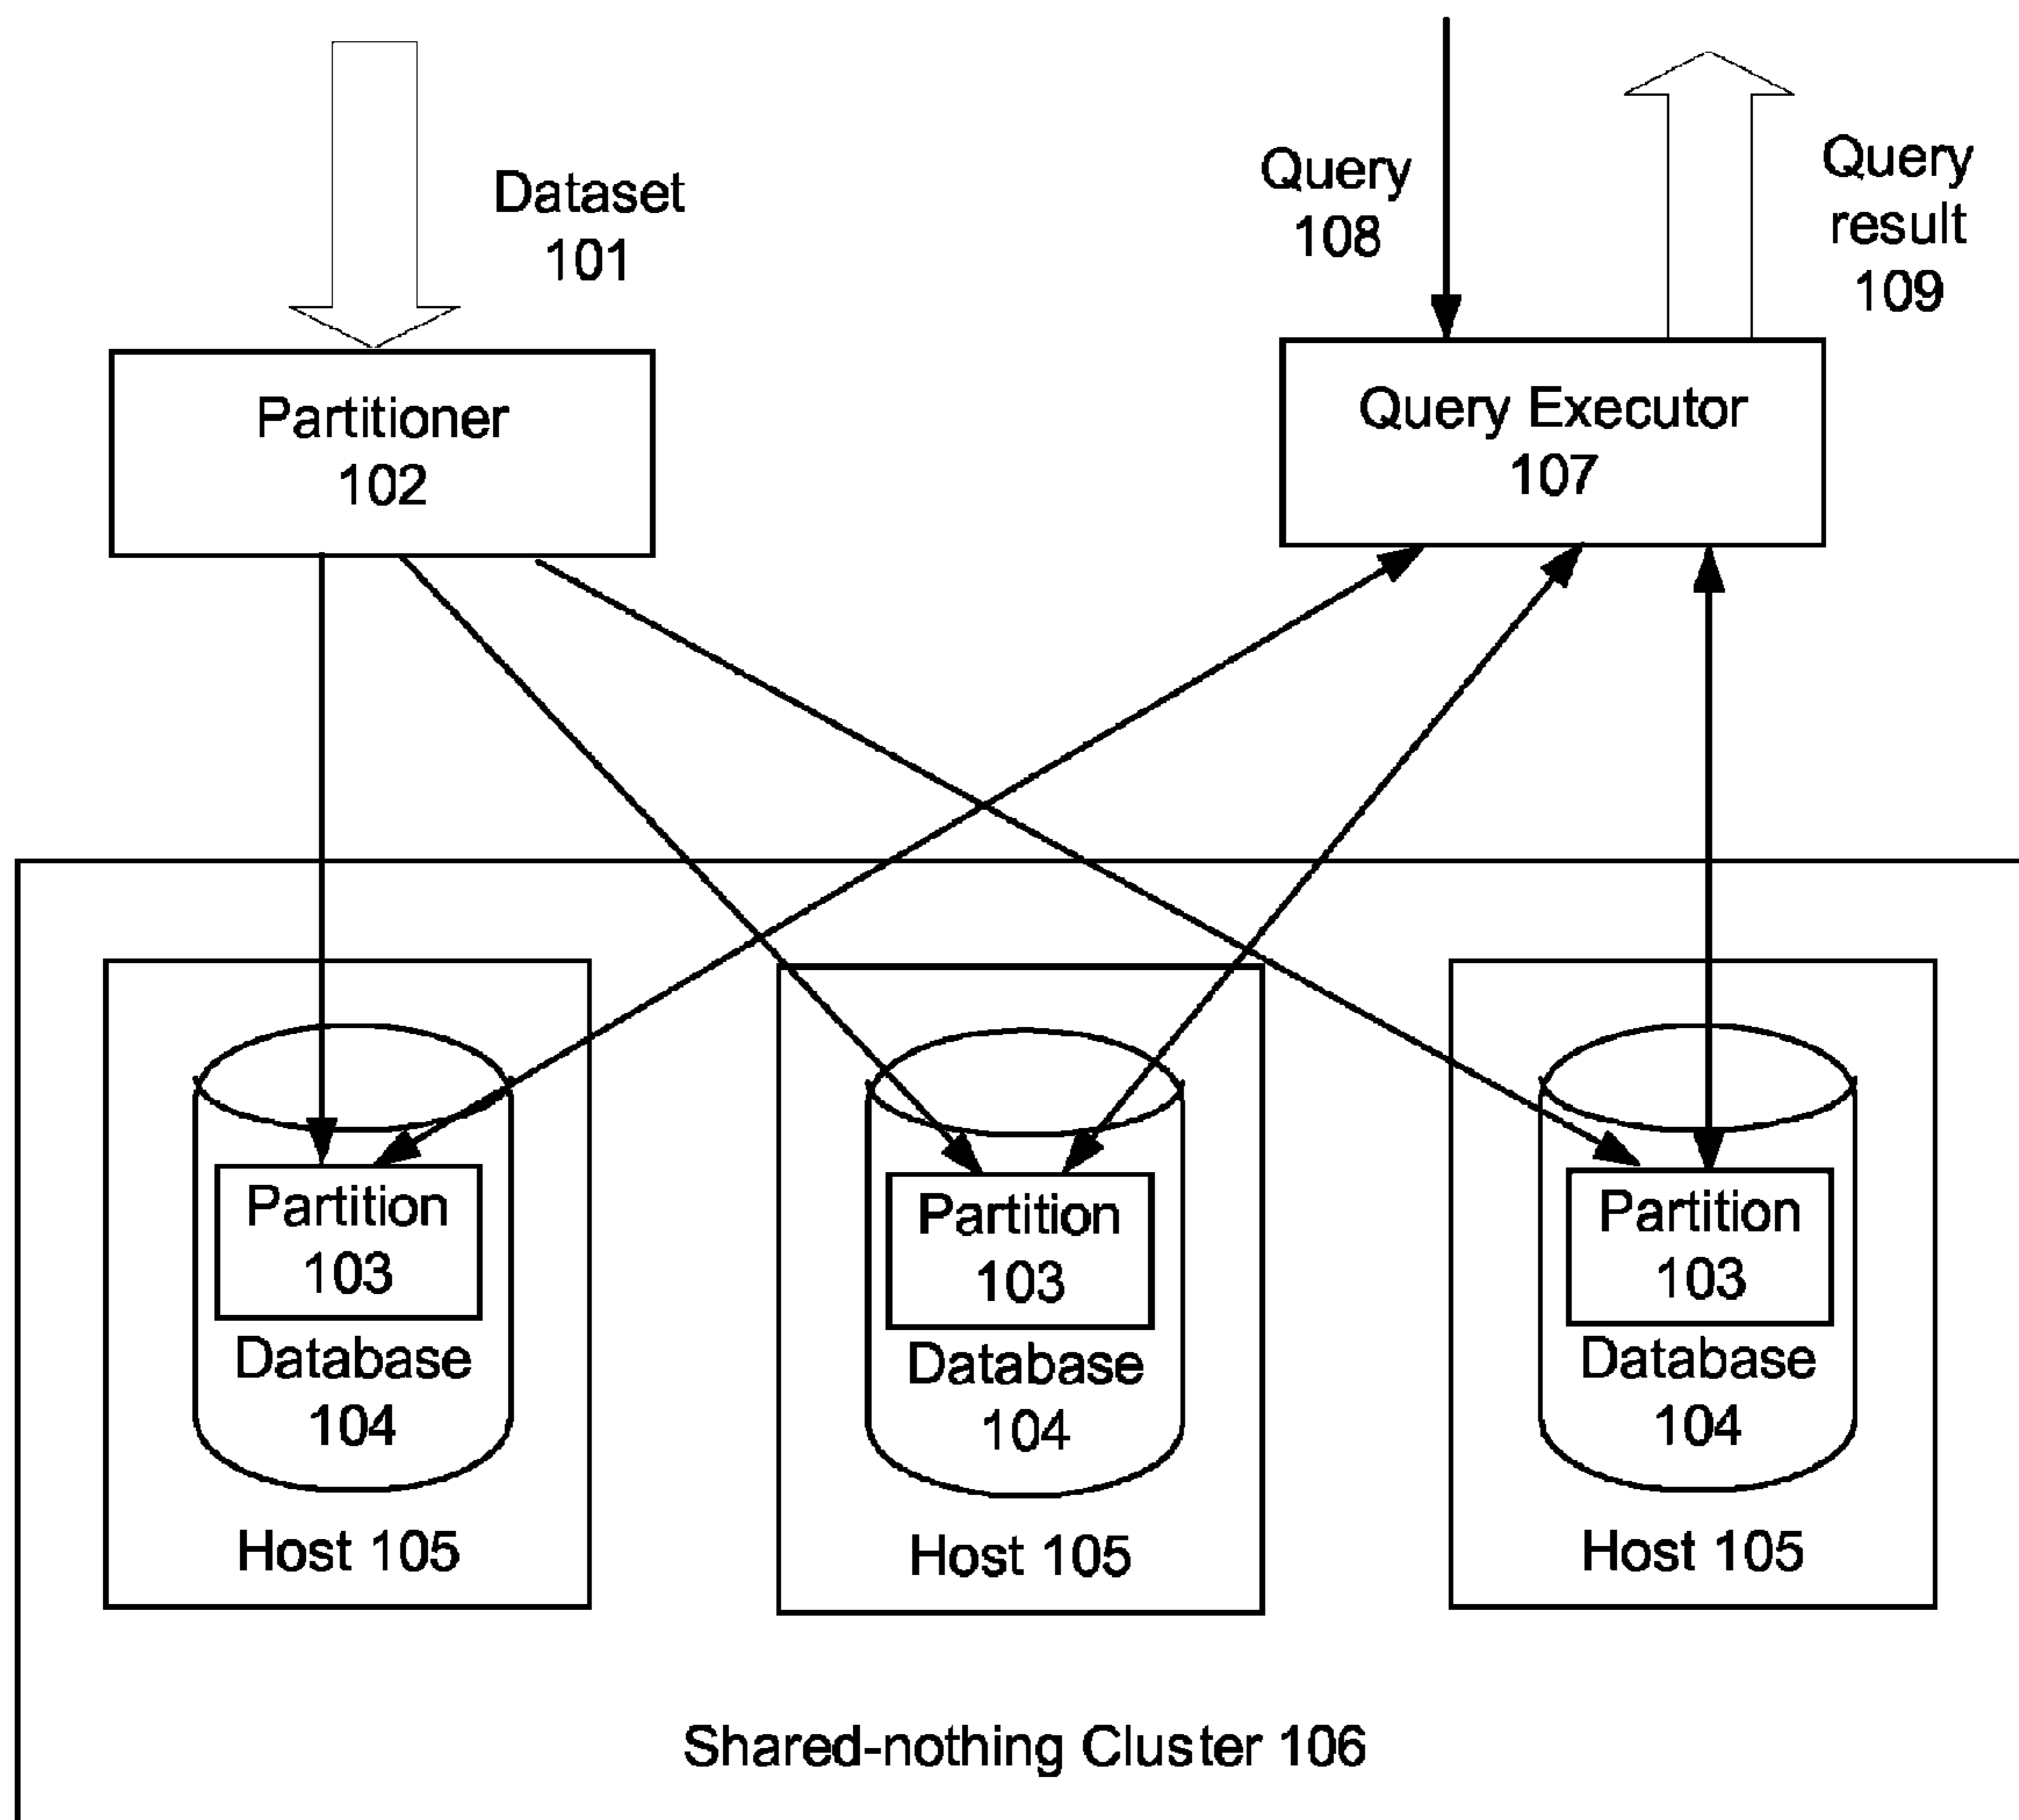 Dataset
101
Query
108
Query
result
109
Partitioner
102
Query Executor
107
Partition
103
Database
104
Host 105
Partition
103
Database
104
Host 105
Partition
103
Database
104
Host 105
Shared-nothing Cluster 106